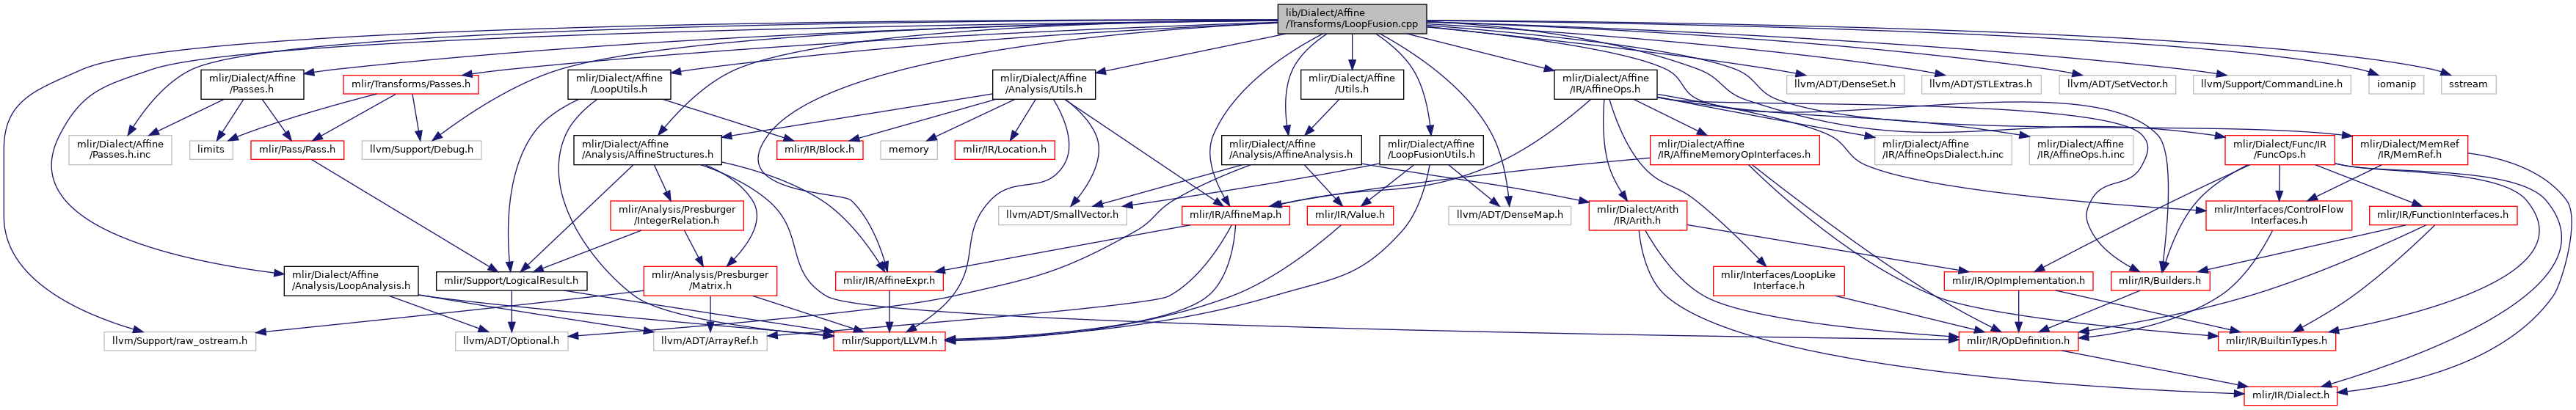 lib/Dialect/Affine
/Transforms/LoopFusion.cpp
mlir/Dialect/Affine
/Passes.h
mlir/Transforms/Passes.h
mlir/Dialect/Affine
/LoopUtils.h
mlir/Dialect/Affine
/Analysis/Utils.h
mlir/Dialect/Affine
/Utils.h
mlir/Dialect/Affine
/IR/AffineOps.h
llvm/ADT/DenseSet.h
llvm/ADT/STLExtras.h
llvm/ADT/SetVector.h
llvm/Support/CommandLine.h
iomanip
sstream
mlir/Dialect/Affine
/Passes.h.inc
limits
mlir/Pass/Pass.h
llvm/Support/Debug.h
mlir/Dialect/Affine
/Analysis/AffineStructures.h
mlir/IR/Block.h
memory
mlir/IR/Location.h
mlir/Dialect/Affine
/Analysis/AffineAnalysis.h
mlir/Dialect/Affine
/LoopFusionUtils.h
mlir/Dialect/Affine
/IR/AffineMemoryOpInterfaces.h
mlir/Dialect/Affine
/IR/AffineOpsDialect.h.inc
mlir/Dialect/Affine
/IR/AffineOps.h.inc
mlir/Dialect/Func/IR
/FuncOps.h
mlir/Dialect/MemRef
/IR/MemRef.h
mlir/Analysis/Presburger
/IntegerRelation.h
llvm/ADT/SmallVector.h
mlir/IR/AffineMap.h
mlir/IR/Value.h
llvm/ADT/DenseMap.h
mlir/Dialect/Arith
/IR/Arith.h
mlir/Interfaces/ControlFlow
Interfaces.h
mlir/IR/FunctionInterfaces.h
mlir/Dialect/Affine
/Analysis/LoopAnalysis.h
mlir/Support/LogicalResult.h
mlir/Analysis/Presburger
/Matrix.h
mlir/IR/AffineExpr.h
mlir/Interfaces/LoopLike
Interface.h
mlir/IR/OpImplementation.h
mlir/IR/Builders.h
llvm/Support/raw_ostream.h
llvm/ADT/Optional.h
llvm/ADT/ArrayRef.h
mlir/Support/LLVM.h
mlir/IR/OpDefinition.h
mlir/IR/BuiltinTypes.h
mlir/IR/Dialect.h